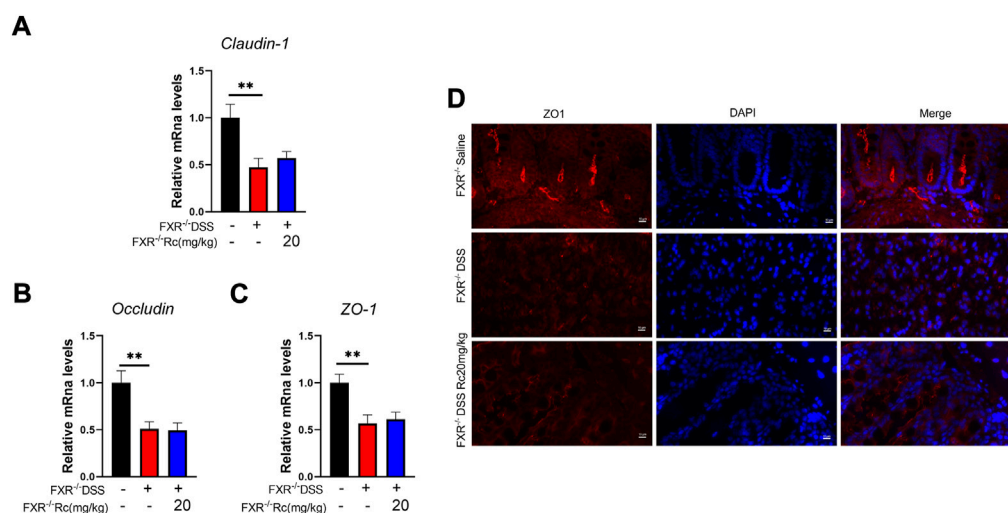 A
Claudin-1
Relative mRna levels
1.5
1.0
0.5
0.0
**
FXR-/-DSS - + +
FXR-/-Rc(mg/kg) - - 20
B
Occludin
Relative mRna levels
1.5
1.0
0.5
0.0
**
FXR-/-DSS - + +
FXR-/-Rc(mg/kg) - - 20
C
ZO-1
Relative mRna levels
1.5
1.0
0.5
0.0
**
FXR-/-DSS - + +
FXR-/-Rc(mg/kg) - - 20
D
ZO1 DAPI Merge
FXR-/- Saline
FXR-/- DSS
FXR-/- DSS Rc20mg/kg